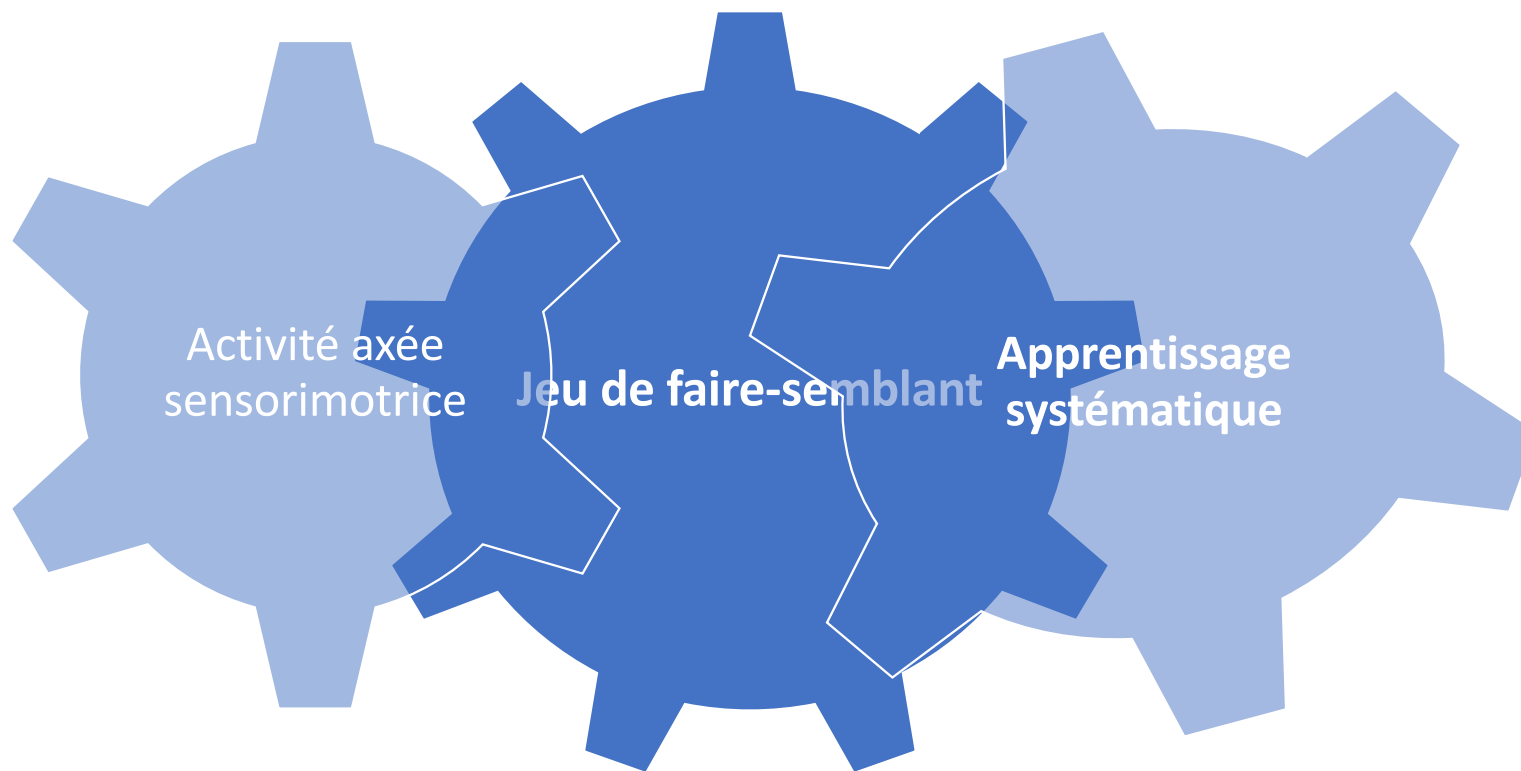 Activité axée
sensorimotrice
Jeu de faire-semblant
Apprentissage
systématique